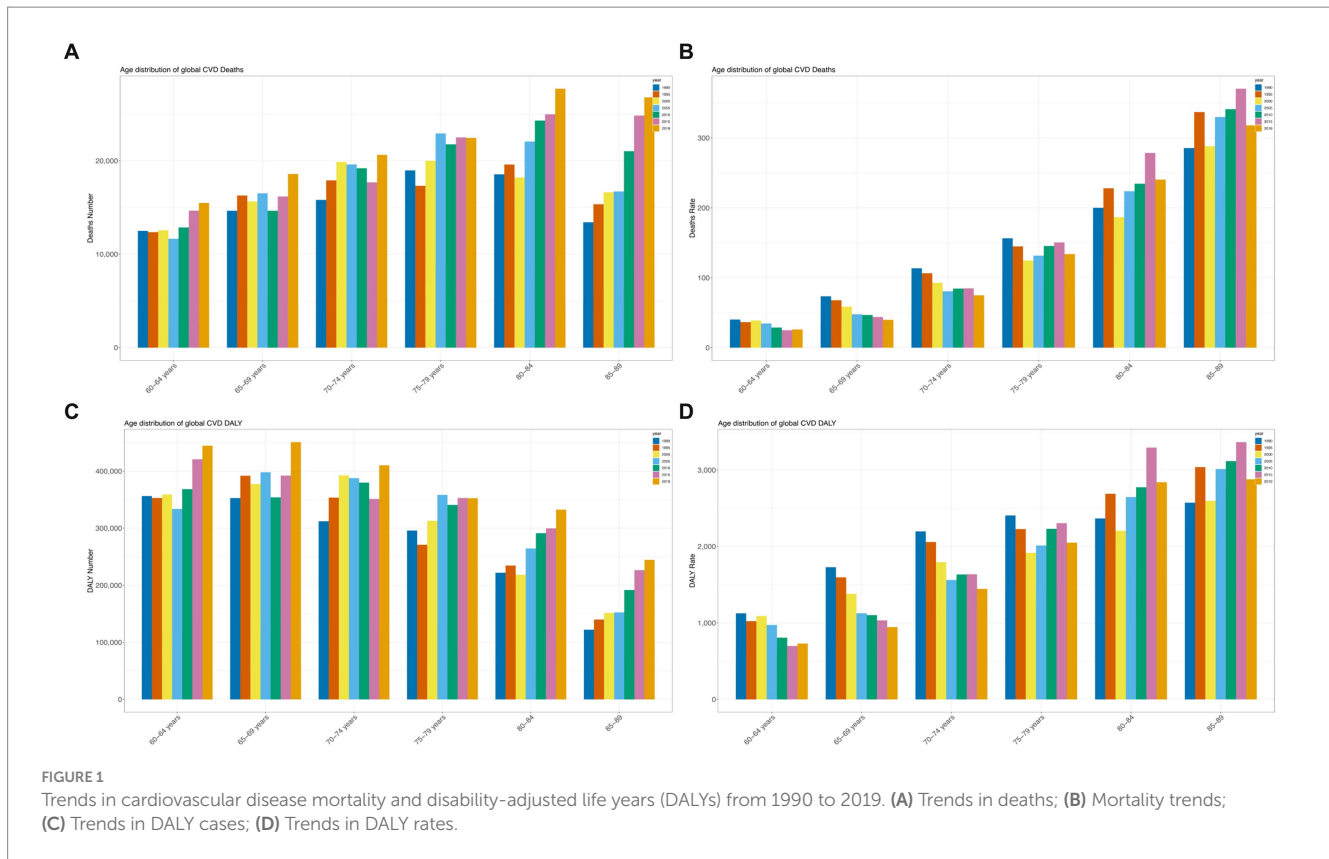 A
Age distribution of global CVD Deaths
year
1990
1995
2000
2005
2010
2015
2019
Deaths Number
20,000
10,000
0
60–64 years
65–69 years
70–74 years
75–79 years
80–84
85–89
B
Age distribution of global CVD Deaths
year
1990
1995
2000
2005
2010
2015
2019
Deaths Rate
300
200
100
0
60–64 years
65–69 years
70–74 years
75–79 years
80–84
85–89
C
Age distribution of global CVD DALY
year
1990
1995
2000
2005
2010
2015
2019
DALY Number
400,000
300,000
200,000
100,000
0
60–64 years
65–69 years
70–74 years
75–79 years
80–84
85–89
D
Age distribution of global CVD DALY
year
1990
1995
2000
2005
2010
2015
2019
DALY Rate
3,000
2,000
1,000
0
60–64 years
65–69 years
70–74 years
75–79 years
80–84
85–89
FIGURE 1
Trends in cardiovascular disease mortality and disability-adjusted life years (DALYs) from 1990 to 2019. (A) Trends in deaths; (B) Mortality trends;
(C) Trends in DALY cases; (D) Trends in DALY rates.